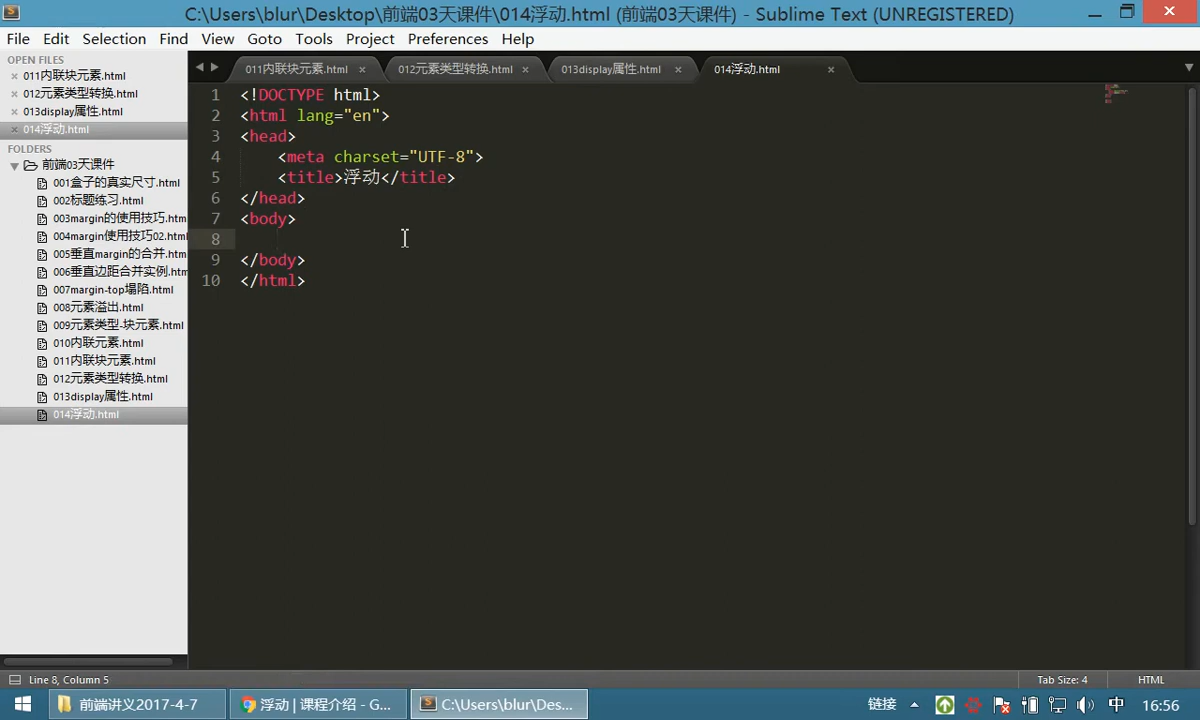 C:\Users\blur\Desktop\前端03天课件\014浮动.html (前端03天课件) - Sublime Text (UNREGISTERED)
File Edit Selection Find View Goto Tools Project Preferences Help
OPEN FILES
011内联块元素.html
012元素类型转换.html
013display属性.html
014浮动.html
FOLDERS
前端03天课件
001盒子的真实尺寸.html
002标题练习.html
003margin的使用技巧.htm
004margin使用技巧02.htm
005垂直margin的合并.htm
006垂直边距合并实例.htm
007margin-top塌陷.html
008元素溢出.html
009元素类型-块元素.html
010内联元素.html
011内联块元素.html
012元素类型转换.html
013display属性.html
014浮动.html
011内联块元素.html 012元素类型转换.html 013display属性.html 014浮动.html
1 <!DOCTYPE html>
2 <html lang="en">
3 <head>
4 <meta charset="UTF-8">
5 <title>浮动</title>
6 </head>
7 <body>
8
9 </body>
10 </html>
Line 8, Column 5 Tab Size: 4 HTML
前端讲义2017-4-7 浮动 | 课程介绍 - G... C:\Users\blur\Des... 链接 中 16:56